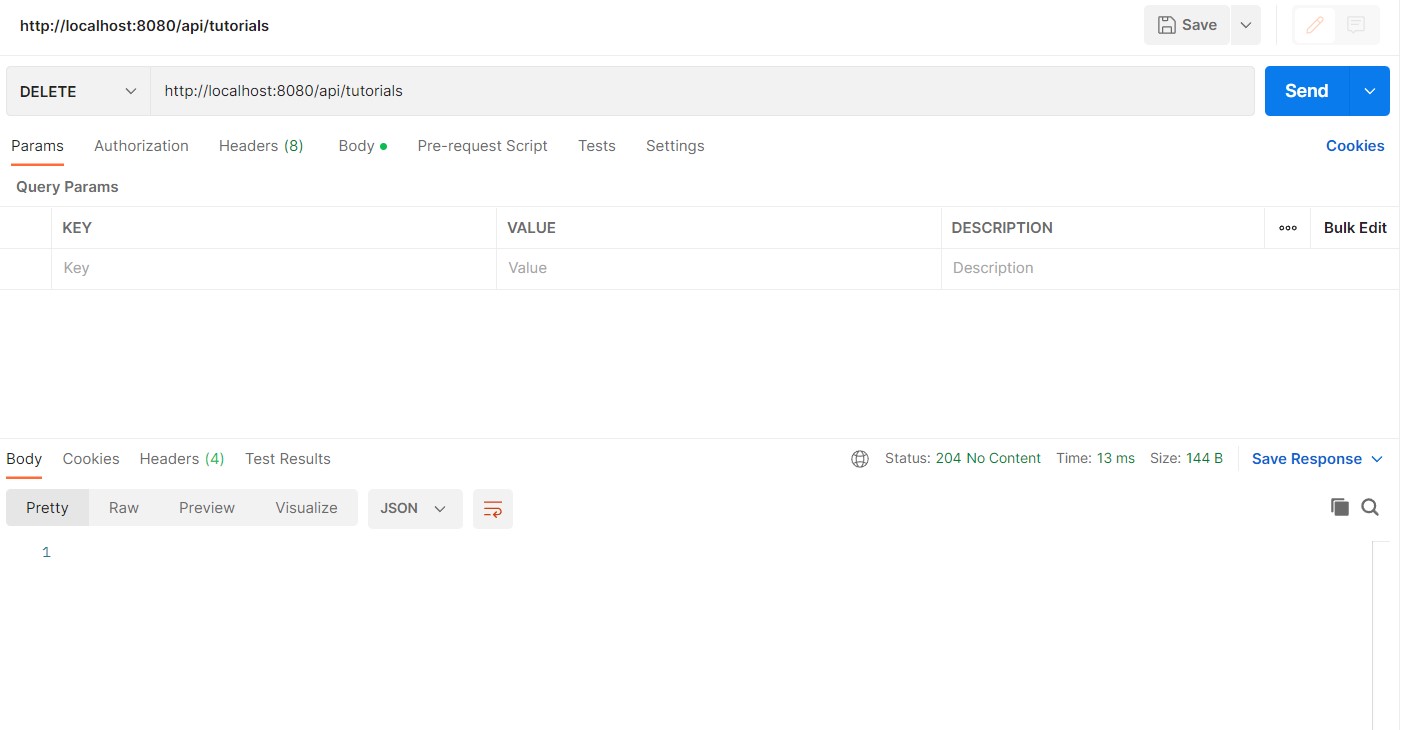 http://localhost:8080/api/tutorials
Save
DELETE http://localhost:8080/api/tutorials Send
Params Authorization Headers (8) Body Pre-request Script Tests Settings Cookies
Query Params
KEY VALUE DESCRIPTION Bulk Edit
Key Value Description
Body Cookies Headers (4) Test Results Status: 204 No Content Time: 13 ms Size: 144 B Save Response
Pretty Raw Preview Visualize JSON
1